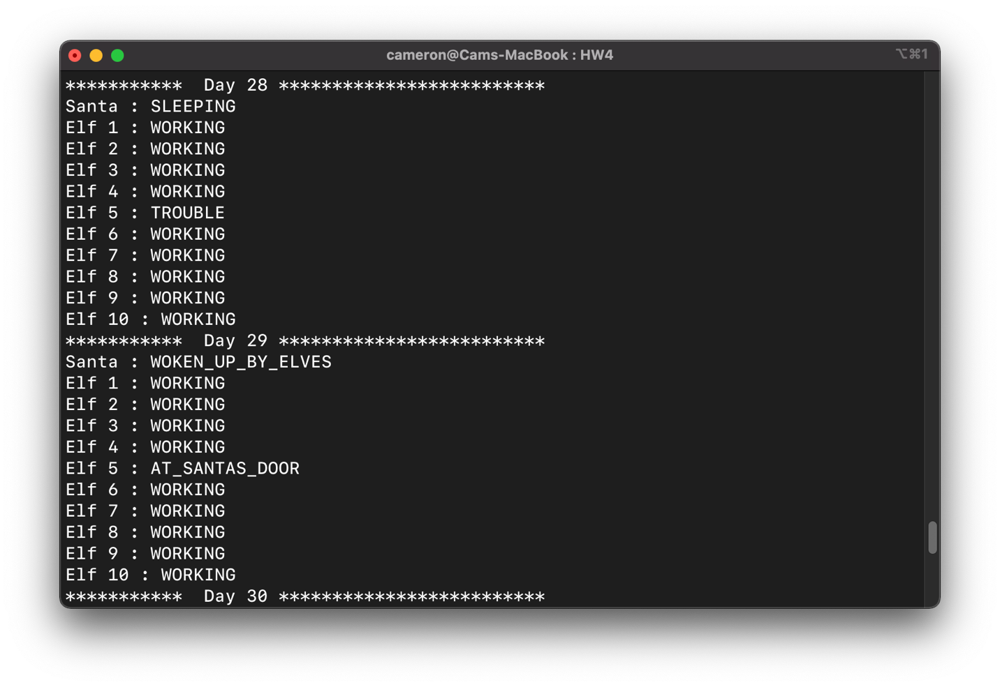 cameron@Cams-MacBook : HW4
⌥⌘1
***********  Day 28 *************************
Santa : SLEEPING
Elf 1 : WORKING
Elf 2 : WORKING
Elf 3 : WORKING
Elf 4 : WORKING
Elf 5 : TROUBLE
Elf 6 : WORKING
Elf 7 : WORKING
Elf 8 : WORKING
Elf 9 : WORKING
Elf 10 : WORKING
***********  Day 29 *************************
Santa : WOKEN_UP_BY_ELVES
Elf 1 : WORKING
Elf 2 : WORKING
Elf 3 : WORKING
Elf 4 : WORKING
Elf 5 : AT_SANTAS_DOOR
Elf 6 : WORKING
Elf 7 : WORKING
Elf 8 : WORKING
Elf 9 : WORKING
Elf 10 : WORKING
***********  Day 30 *************************